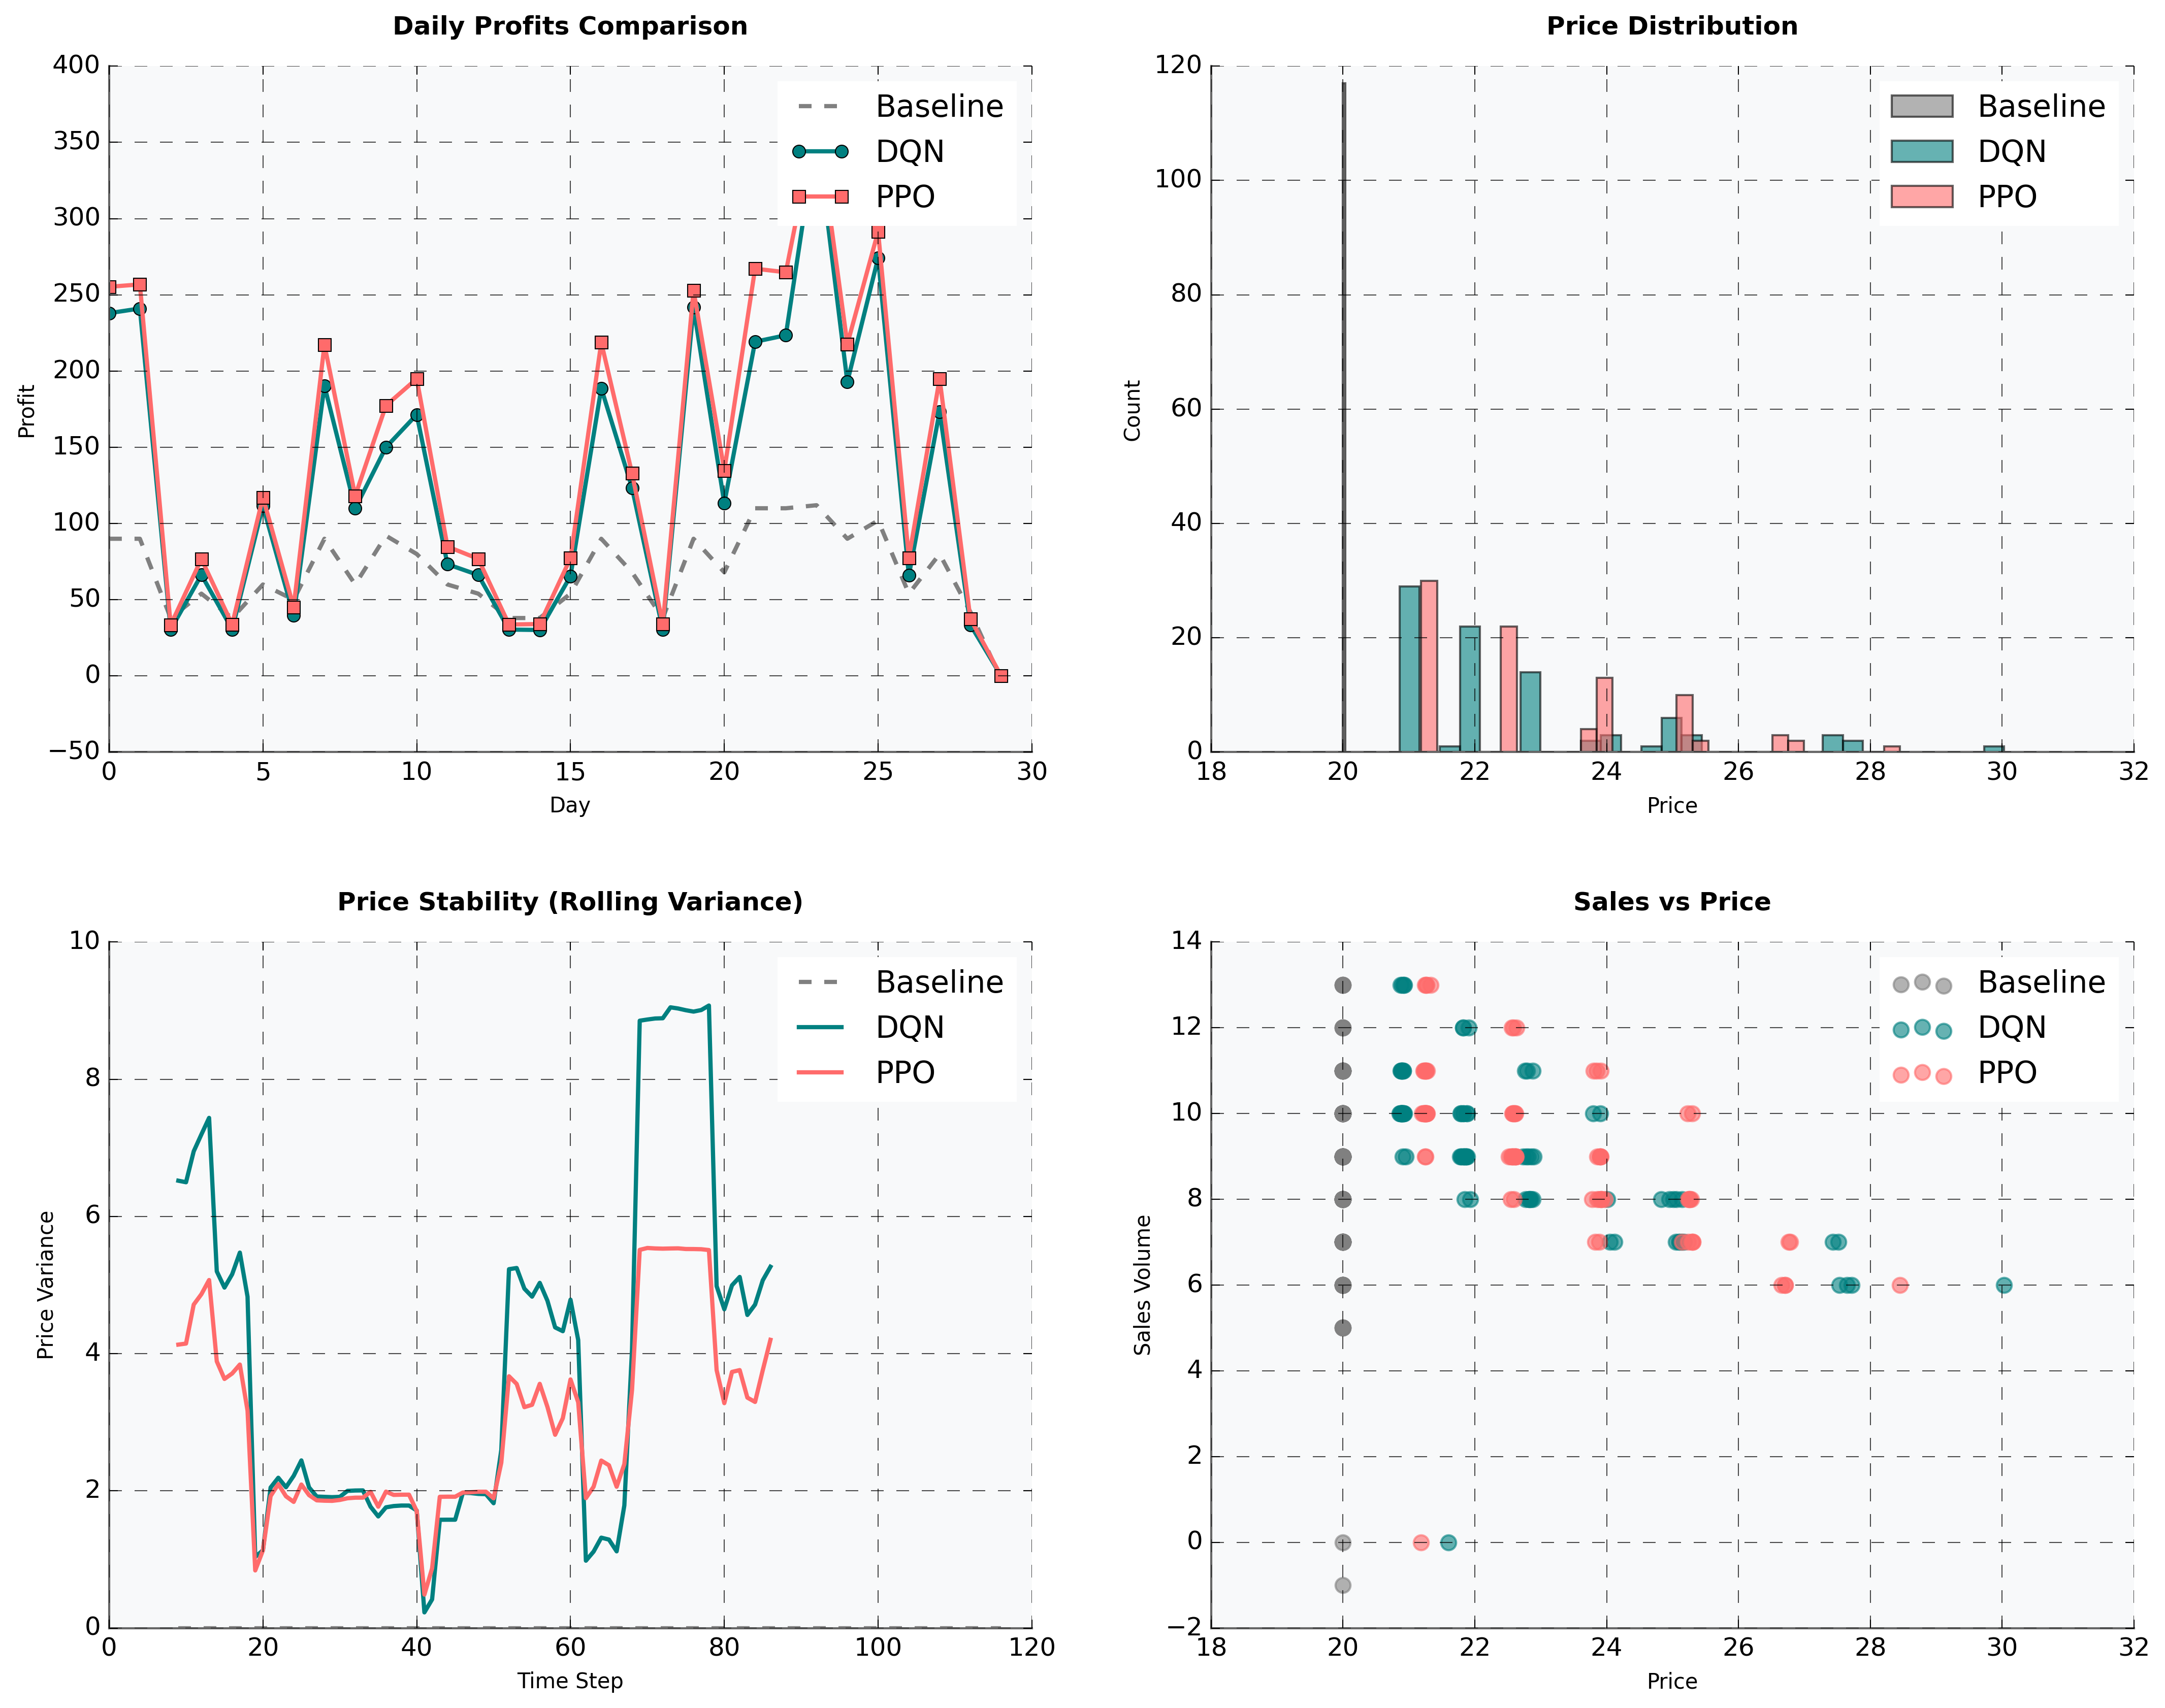 Daily Profits Comparison
400
350
300
250
200
150
100
50
0
−50
Profit
0 5 10 15 20 25 30
Day
Baseline
DQN
PPO
Price Distribution
120
100
80
60
40
20
0
Count
18 20 22 24 26 28 30 32
Price
Baseline
DQN
PPO
Price Stability (Rolling Variance)
10
8
6
4
2
0
Price Variance
0 20 40 60 80 100 120
Time Step
Baseline
DQN
PPO
Sales vs Price
14
12
10
8
6
4
2
0
−2
Sales Volume
18 20 22 24 26 28 30 32
Price
Baseline
DQN
PPO